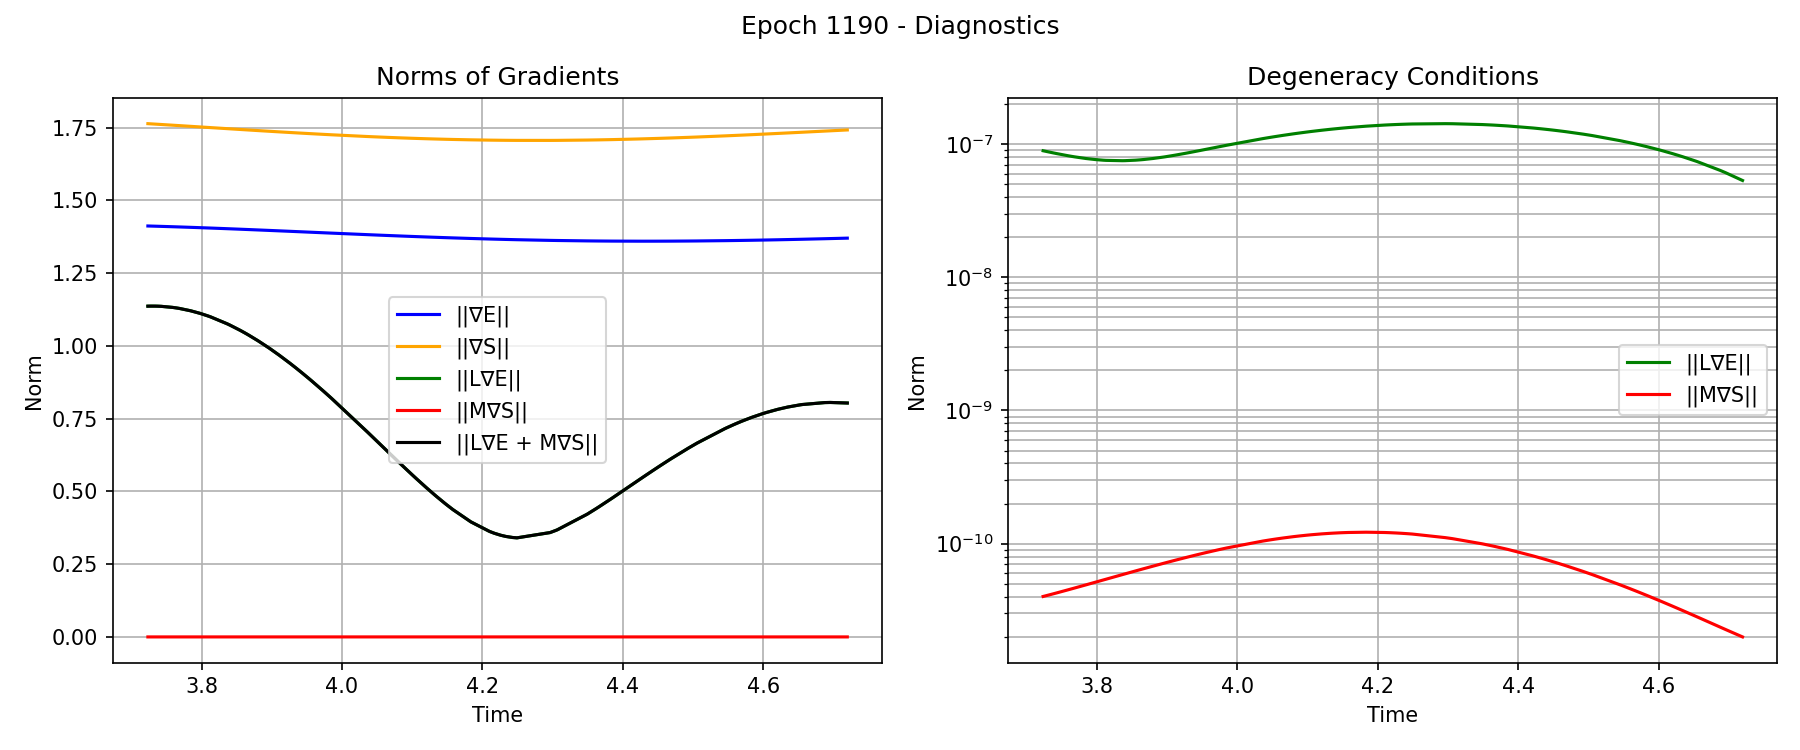 Epoch 1190 - Diagnostics
Norms of Gradients
Norm
1.75
1.50
1.25
1.00
0.75
0.50
0.25
0.00
||∇E||
||∇S||
||L∇E||
||M∇S||
||L∇E + M∇S||
3.8
4.0
4.2
4.4
4.6
Time
Degeneracy Conditions
Norm
10⁻⁷
10⁻⁸
10⁻⁹
10⁻¹⁰
||L∇E||
||M∇S||
3.8
4.0
4.2
4.4
4.6
Time